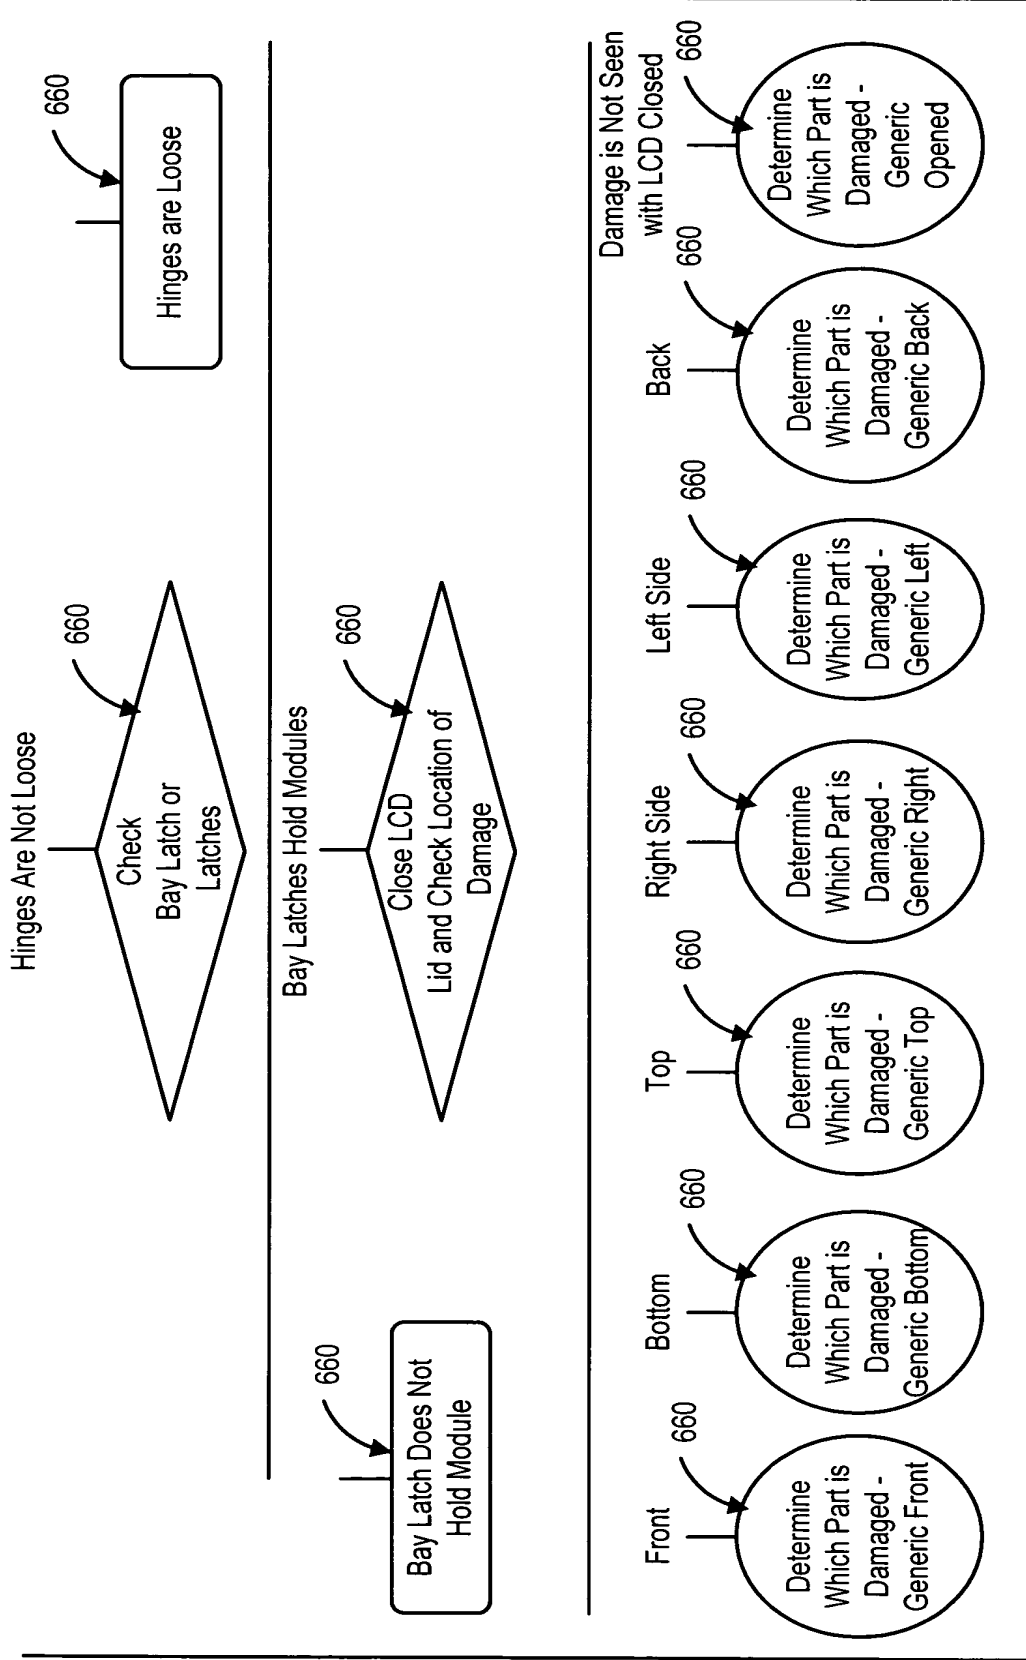 Hinges Are Not Loose
660
Check
Bay Latch or
Latches
660
Hinges are Loose
Bay Latches Hold Modules
660
Bay Latch Does Not
Hold Module
660
Close LCD
Lid and Check Location of
Damage
Front
660
Determine
Which Part is
Damaged -
Generic Front
Bottom
660
Determine
Which Part is
Damaged -
Generic Bottom
Top
660
Determine
Which Part is
Damaged -
Generic Top
Right Side
660
Determine
Which Part is
Damaged -
Generic Right
Left Side
660
Determine
Which Part is
Damaged -
Generic Left
Back
660
Determine
Which Part is
Damaged -
Generic Back
Damage is Not Seen
with LCD Closed
660
Determine
Which Part is
Damaged -
Generic
Opened